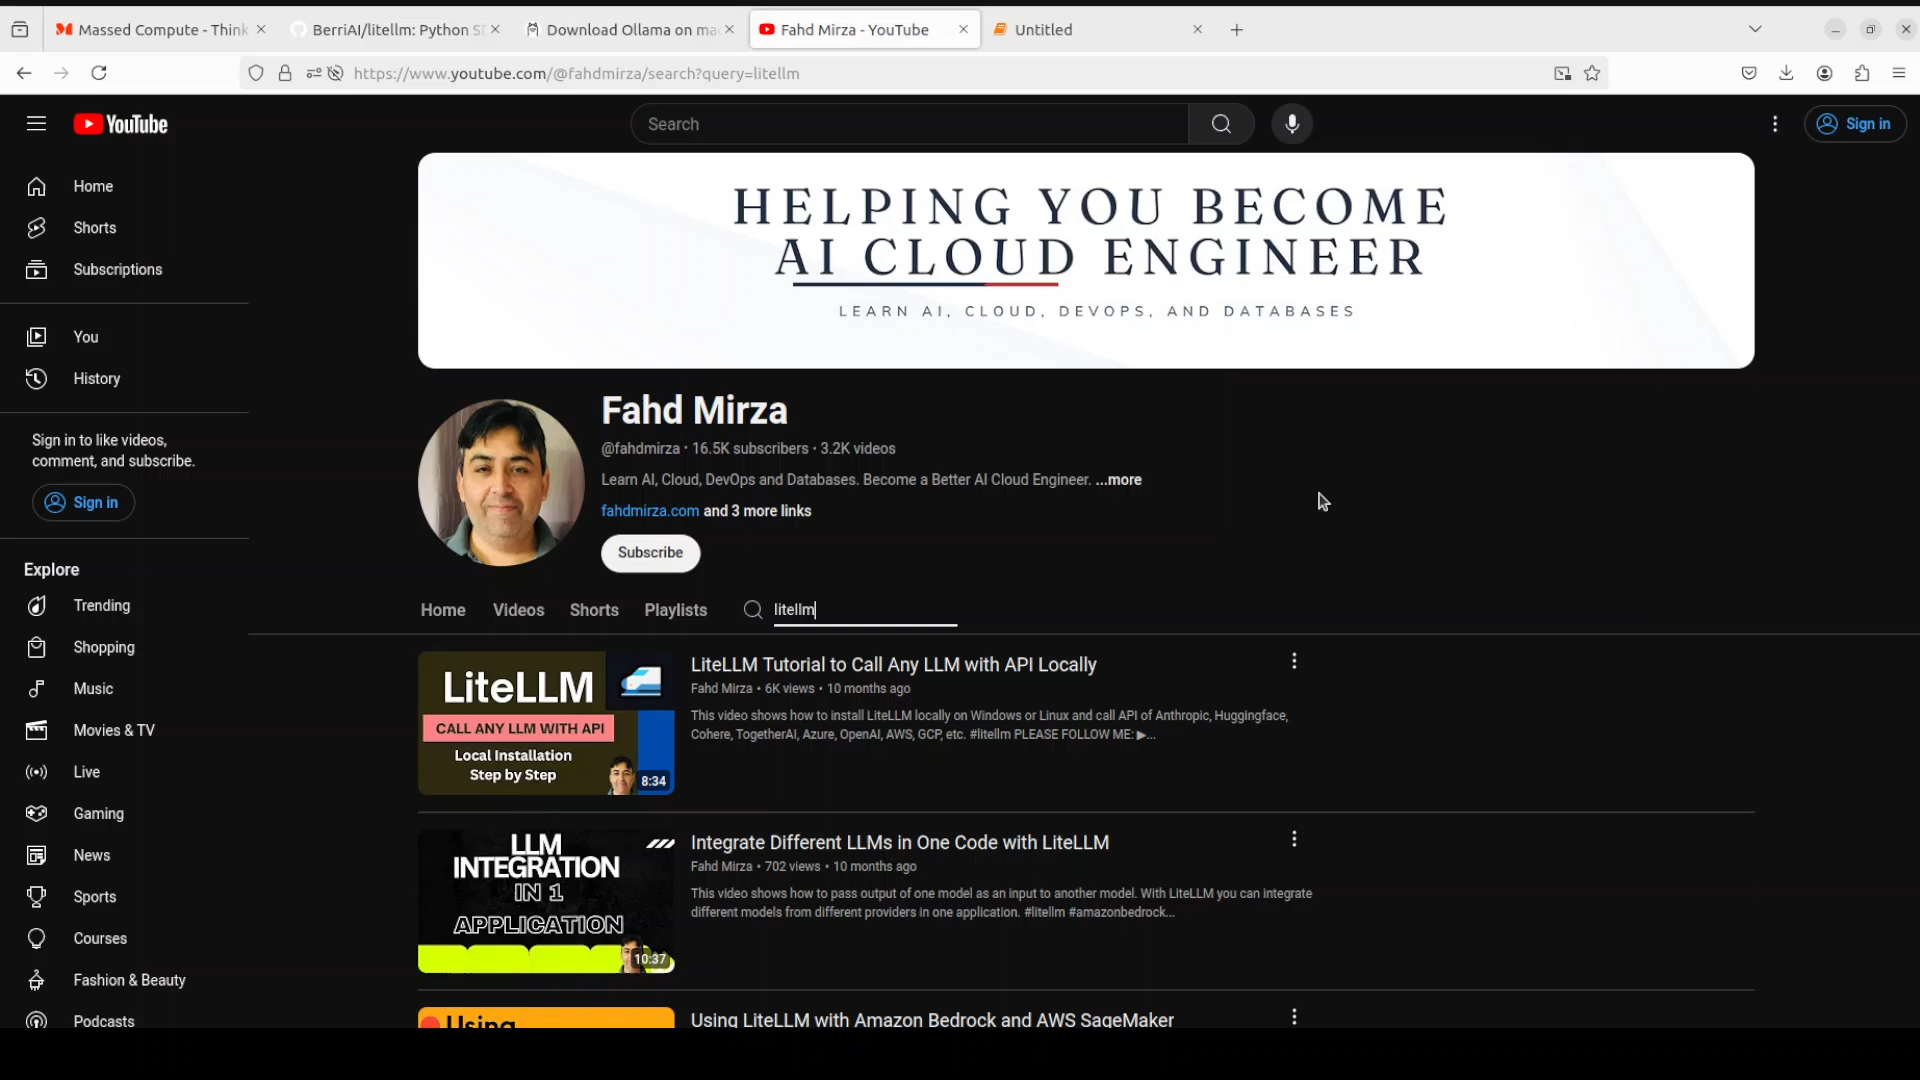 Massed Compute - Think
BerriAI/litellm: Python S
Download Ollama on ma
Fahd Mirza - YouTube
Untitled
https://www.youtube.com/@fahdmirza/search?query=litellm
YouTube
Search
Sign in
Home
Shorts
Subscriptions
You
History
Sign in to like videos,
comment, and subscribe.
Sign in
Explore
Trending
Shopping
Music
Movies & TV
Live
Gaming
News
Sports
Courses
Fashion & Beauty
Podcasts
HELPING YOU BECOME
AI CLOUD ENGINEER
LEARN AI, CLOUD, DEVOPS, AND DATABASES
Fahd Mirza
@fahdmirza • 16.5K subscribers • 3.2K videos
Learn AI, Cloud, DevOps and Databases. Become a Better AI Cloud Engineer. ...more
fahdmirza.com and 3 more links
Subscribe
Home Videos Shorts Playlists litellm
LiteLLM
CALL ANY LLM WITH API
Local Installation
Step by Step
8:34
LiteLLM Tutorial to Call Any LLM with API Locally
Fahd Mirza • 6K views • 10 months ago
This video shows how to install LiteLLM locally on Windows or Linux and call API of Anthropic, Huggingface,
Cohere, TogetherAI, Azure, OpenAI, AWS, GCP, etc. #litellm PLEASE FOLLOW ME: ▶...
LLM
INTEGRATION
IN 1
APPLICATION
10:37
Integrate Different LLMs in One Code with LiteLLM
Fahd Mirza • 702 views • 10 months ago
This video shows how to pass output of one model as an input to another model. With LiteLLM you can integrate
different models from different providers in one application. #litellm #amazonbedrock...
Using
Using LiteLLM with Amazon Bedrock and AWS SageMaker